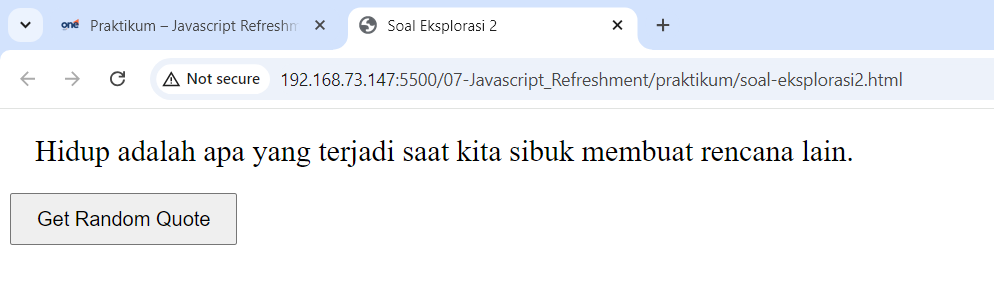 one Praktikum – Javascript Refreshm
Soal Eksplorasi 2
Not secure 192.168.73.147:5500/07-Javascript_Refreshment/praktikum/soal-eksplorasi2.html
Hidup adalah apa yang terjadi saat kita sibuk membuat rencana lain.
Get Random Quote